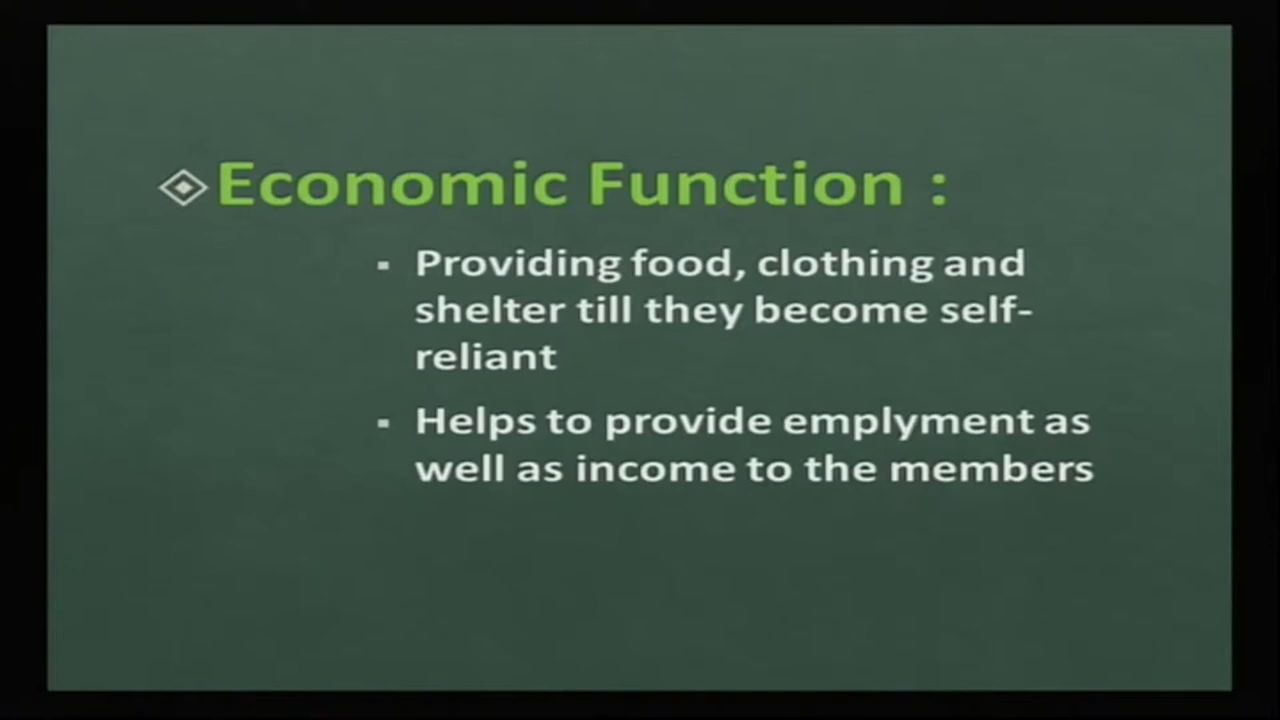 Economic Function :
Providing food, clothing and
shelter till they become self-
reliant
Helps to provide emplyment as
well as income to the members